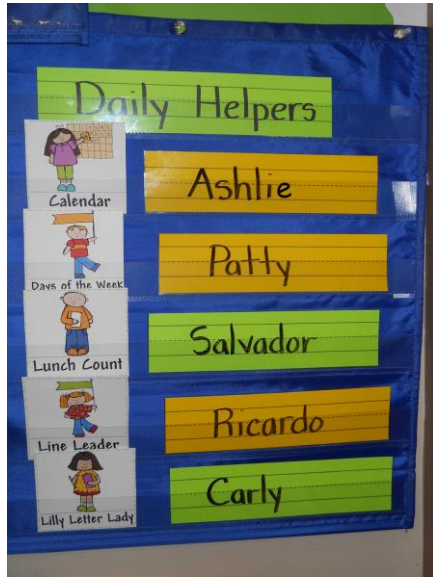 Daily Helpers
Calendar
Ashlie
Days of the Week
Patty
Lunch Count
Salvador
Line Leader
Ricardo
Lilly Letter Lady
Carly